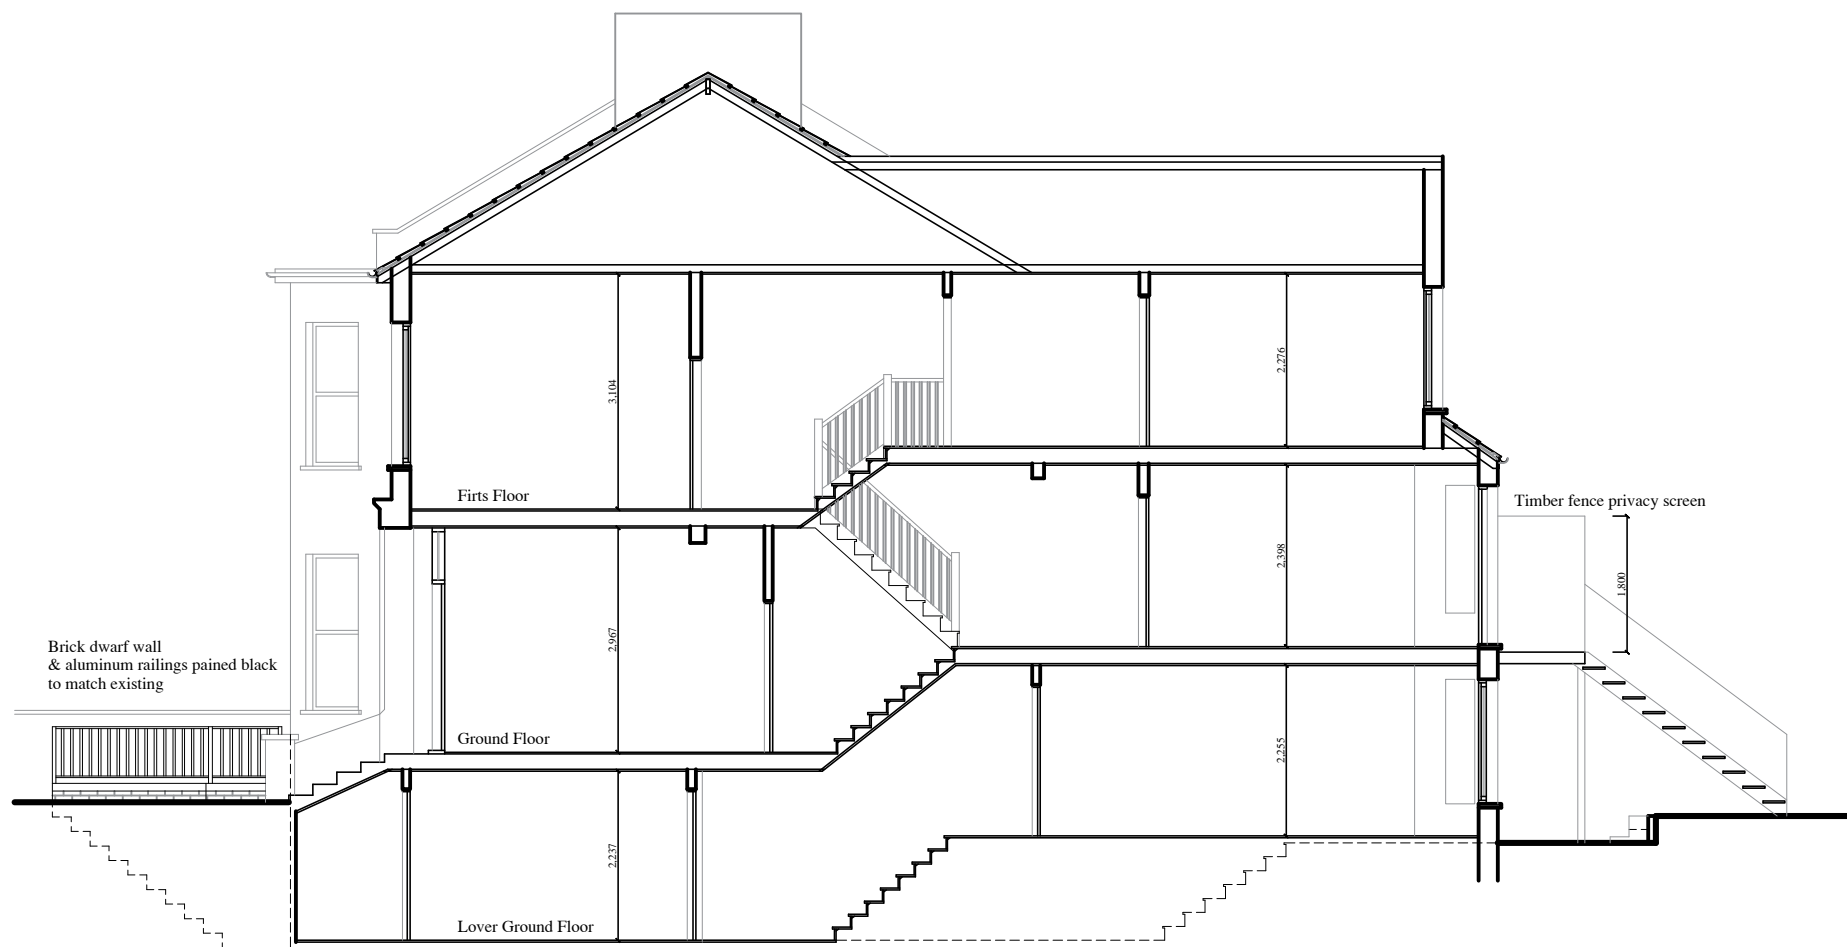 3,104
2,276
Firts Floor
Timber fence privacy screen
2,398
1,800
2,967
Brick dwarf wall
& aluminum railings pained black
to match existing
Ground Floor
2,255
2,237
Lover Ground Floor